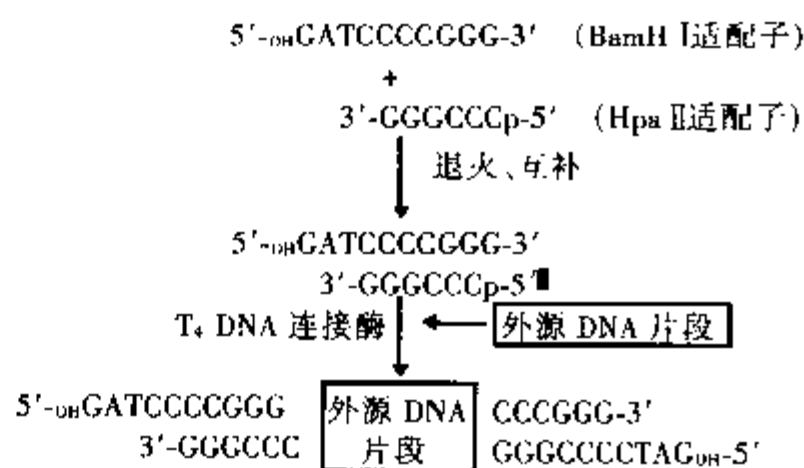 5′-OHGATCCCCGGG-3′ (BamH Ⅰ适配子)
+
3′-GGGCCCp-5′ (Hpa Ⅱ适配子)
退火、互补
5′-OHGATCCCCGGG-3′
3′-GGGCCCp-5′
T₄ DNA 连接酶 外源 DNA 片段
5′-OHGATCCCCGGG 外源 DNA CCCGGG-3′
3′-GGGCCC 片段 GGGCCCCTAGOH-5′